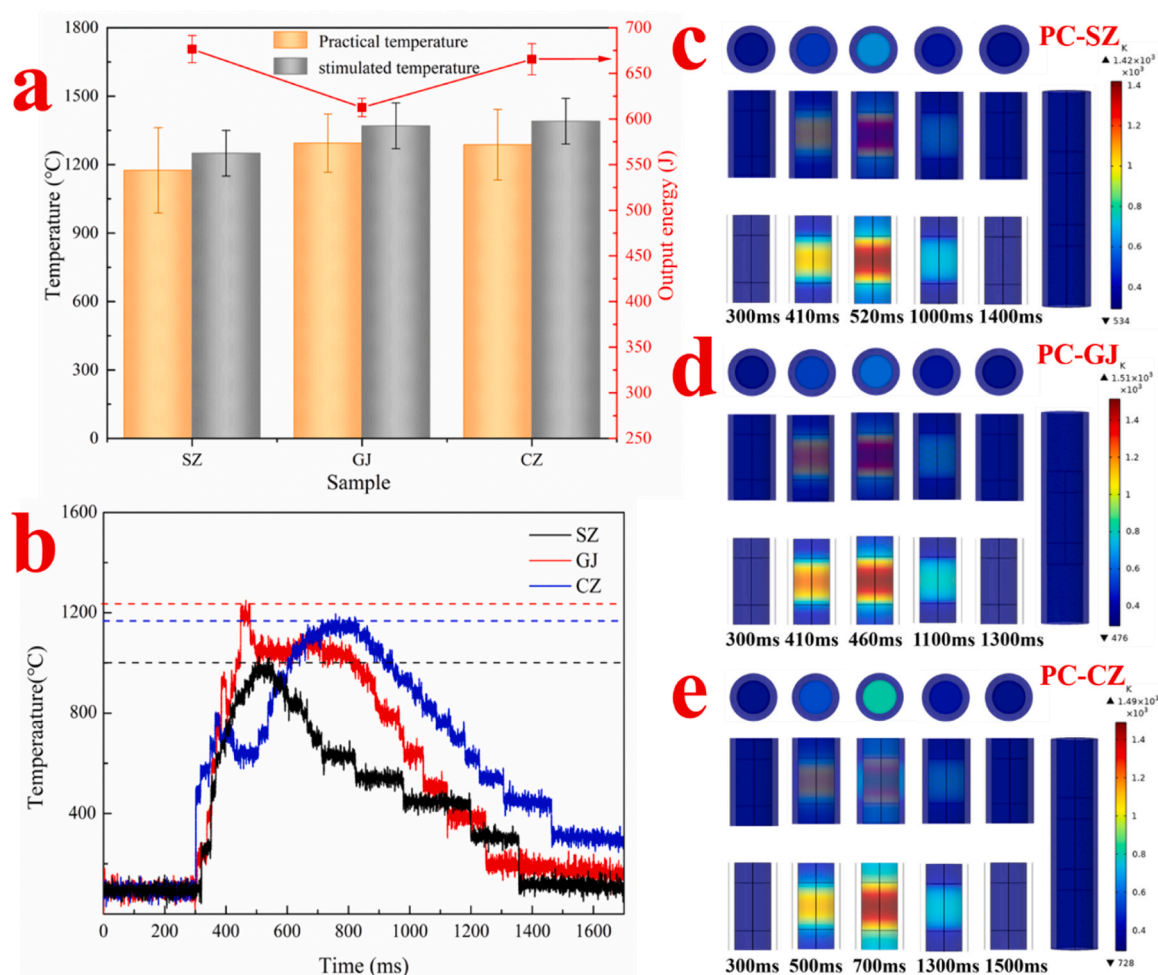 a
1800
1500
1200
900
600
300
0
Temperature (°C)
Practical temperature
stimulated temperature
700
650
600
550
500
450
400
350
300
250
Output energy (J)
SZ GJ CZ
Sample
b
1600
1200
800
400
Temperaature(°C)
SZ
GJ
CZ
0 200 400 600 800 1000 1200 1400 1600
Time (ms)
c
PC-SZ
K
▲ 1.42×10³
×10³
1.4
1.2
1
0.8
0.6
0.4
▼ 534
300ms 410ms 520ms 1000ms 1400ms
d
PC-GJ
K
▲ 1.51×10³
×10³
1.4
1.2
1
0.8
0.6
0.4
▼ 476
300ms 410ms 460ms 1100ms 1300ms
e
PC-CZ
K
▲ 1.49×1
×10³
1.4
1.2
1
0.8
0.6
0.4
▼ 728
300ms 500ms 700ms 1300ms 1500ms